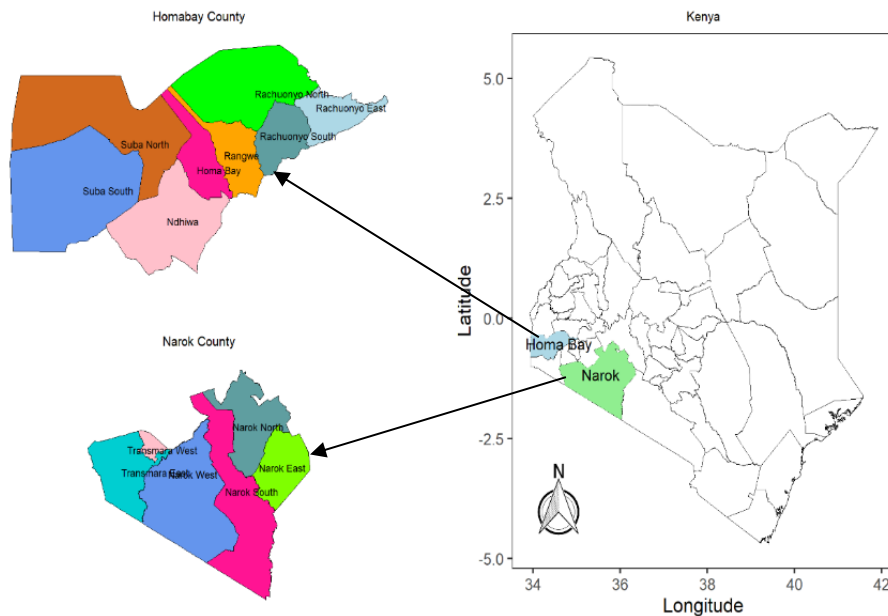 Homabay County
Rachuonyo North
Rachuonyo East
Suba North
Rachuonyo South
Rangwe
Homa Bay
Suba South
Ndhiwa
Narok County
Narok North
Transmara West
Narok East
Transmara East
Narok West
Narok South
Kenya
5.0
2.5
0.0
-2.5
-5.0
Latitude
Homa Bay
Narok
N
34
36
38
40
42
Longitude